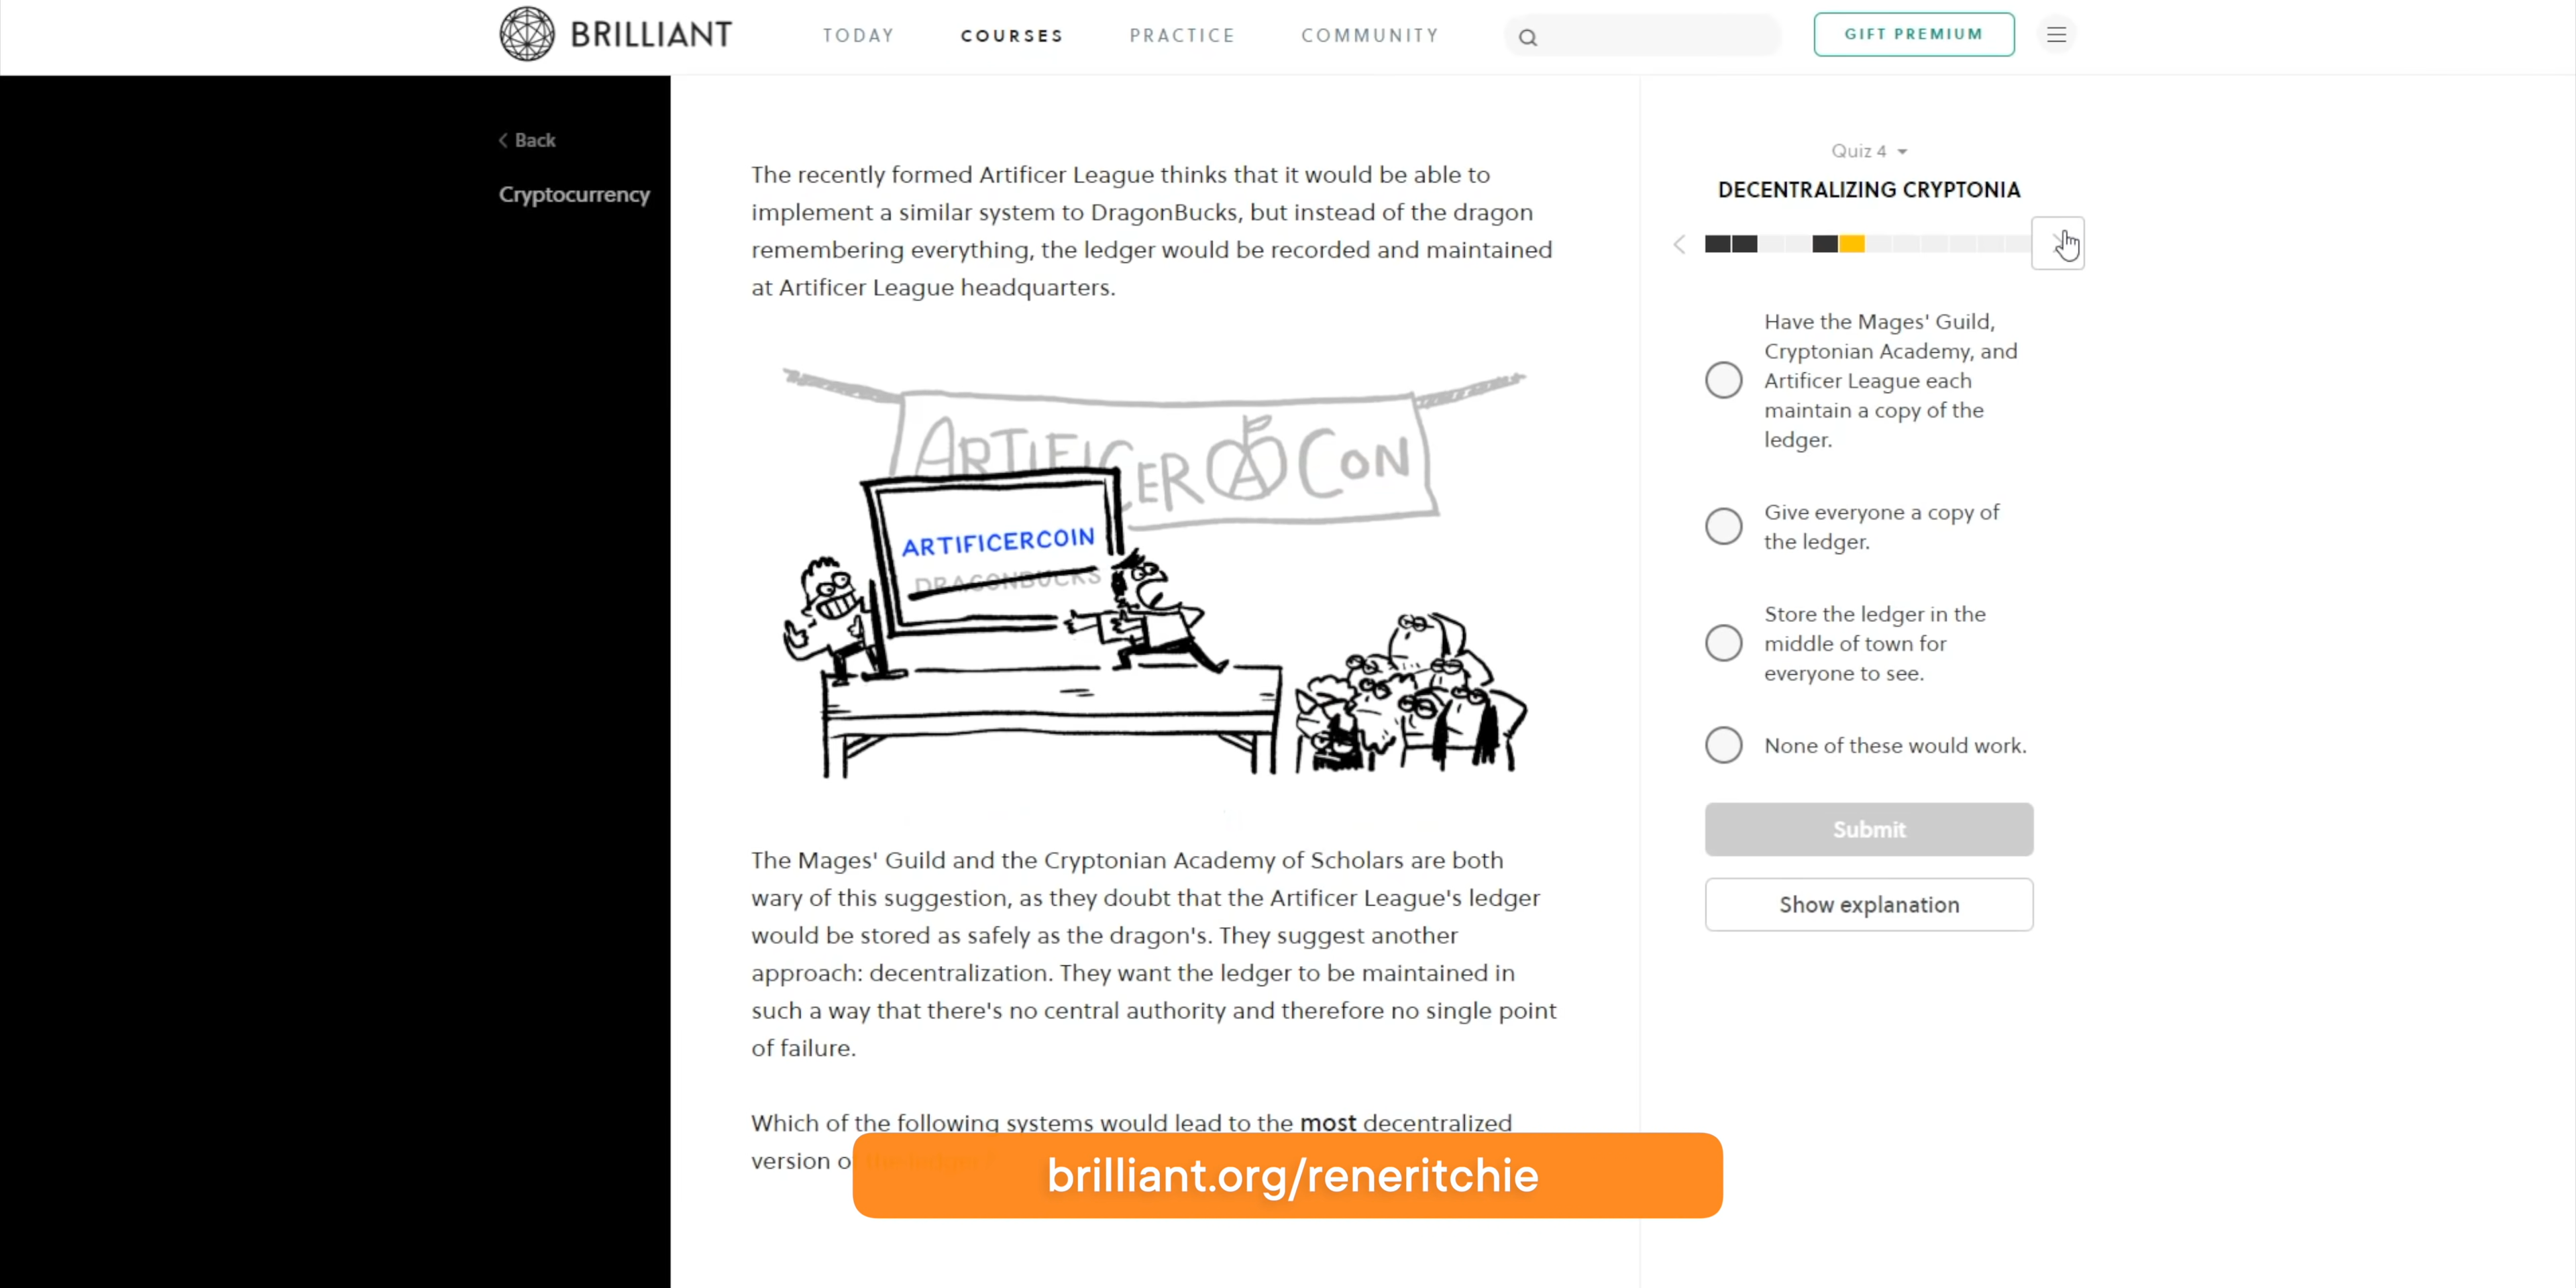 BRILLIANT
TODAY
COURSES
PRACTICE
COMMUNITY
GIFT PREMIUM
Back
Cryptocurrency
The recently formed Artificer League thinks that it would be able to
implement a similar system to DragonBucks, but instead of the dragon
remembering everything, the ledger would be recorded and maintained
at Artificer League headquarters.
ARTIFICER CON
ARTIFICERCOIN
DRAGONBUCKS
The Mages' Guild and the Cryptonian Academy of Scholars are both
wary of this suggestion, as they doubt that the Artificer League's ledger
would be stored as safely as the dragon's. They suggest another
approach: decentralization. They want the ledger to be maintained in
such a way that there's no central authority and therefore no single point
of failure.
Which of the following systems would lead to the most decentralized
version
brilliant.org/reneritchie
Quiz 4
DECENTRALIZING CRYPTONIA
Have the Mages' Guild,
Cryptonian Academy, and
Artificer League each
maintain a copy of the
ledger.
Give everyone a copy of
the ledger.
Store the ledger in the
middle of town for
everyone to see.
None of these would work.
Submit
Show explanation